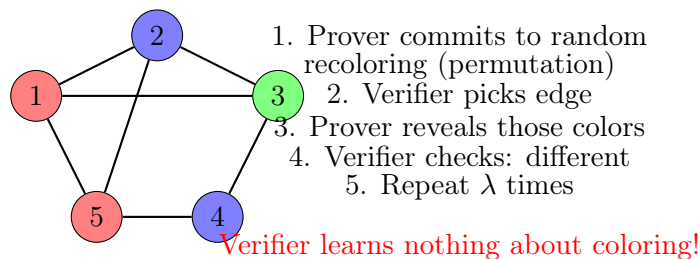 2
1. Prover commits to random
recoloring (permutation)
1
3
2. Verifier picks edge
3. Prover reveals those colors
4. Verifier checks: different
5. Repeat λ times
5
4
Verifier learns nothing about coloring!